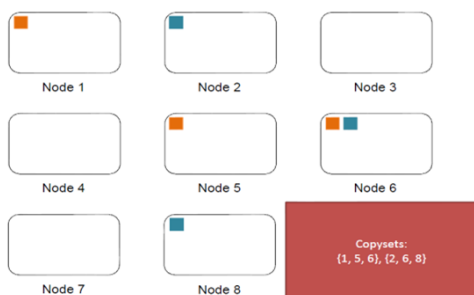 Node 1
Node 2
Node 3
Node 4
Node 5
Node 6
Node 7
Node 8
Copysets:
{1, 5, 6}, {2, 6, 8}